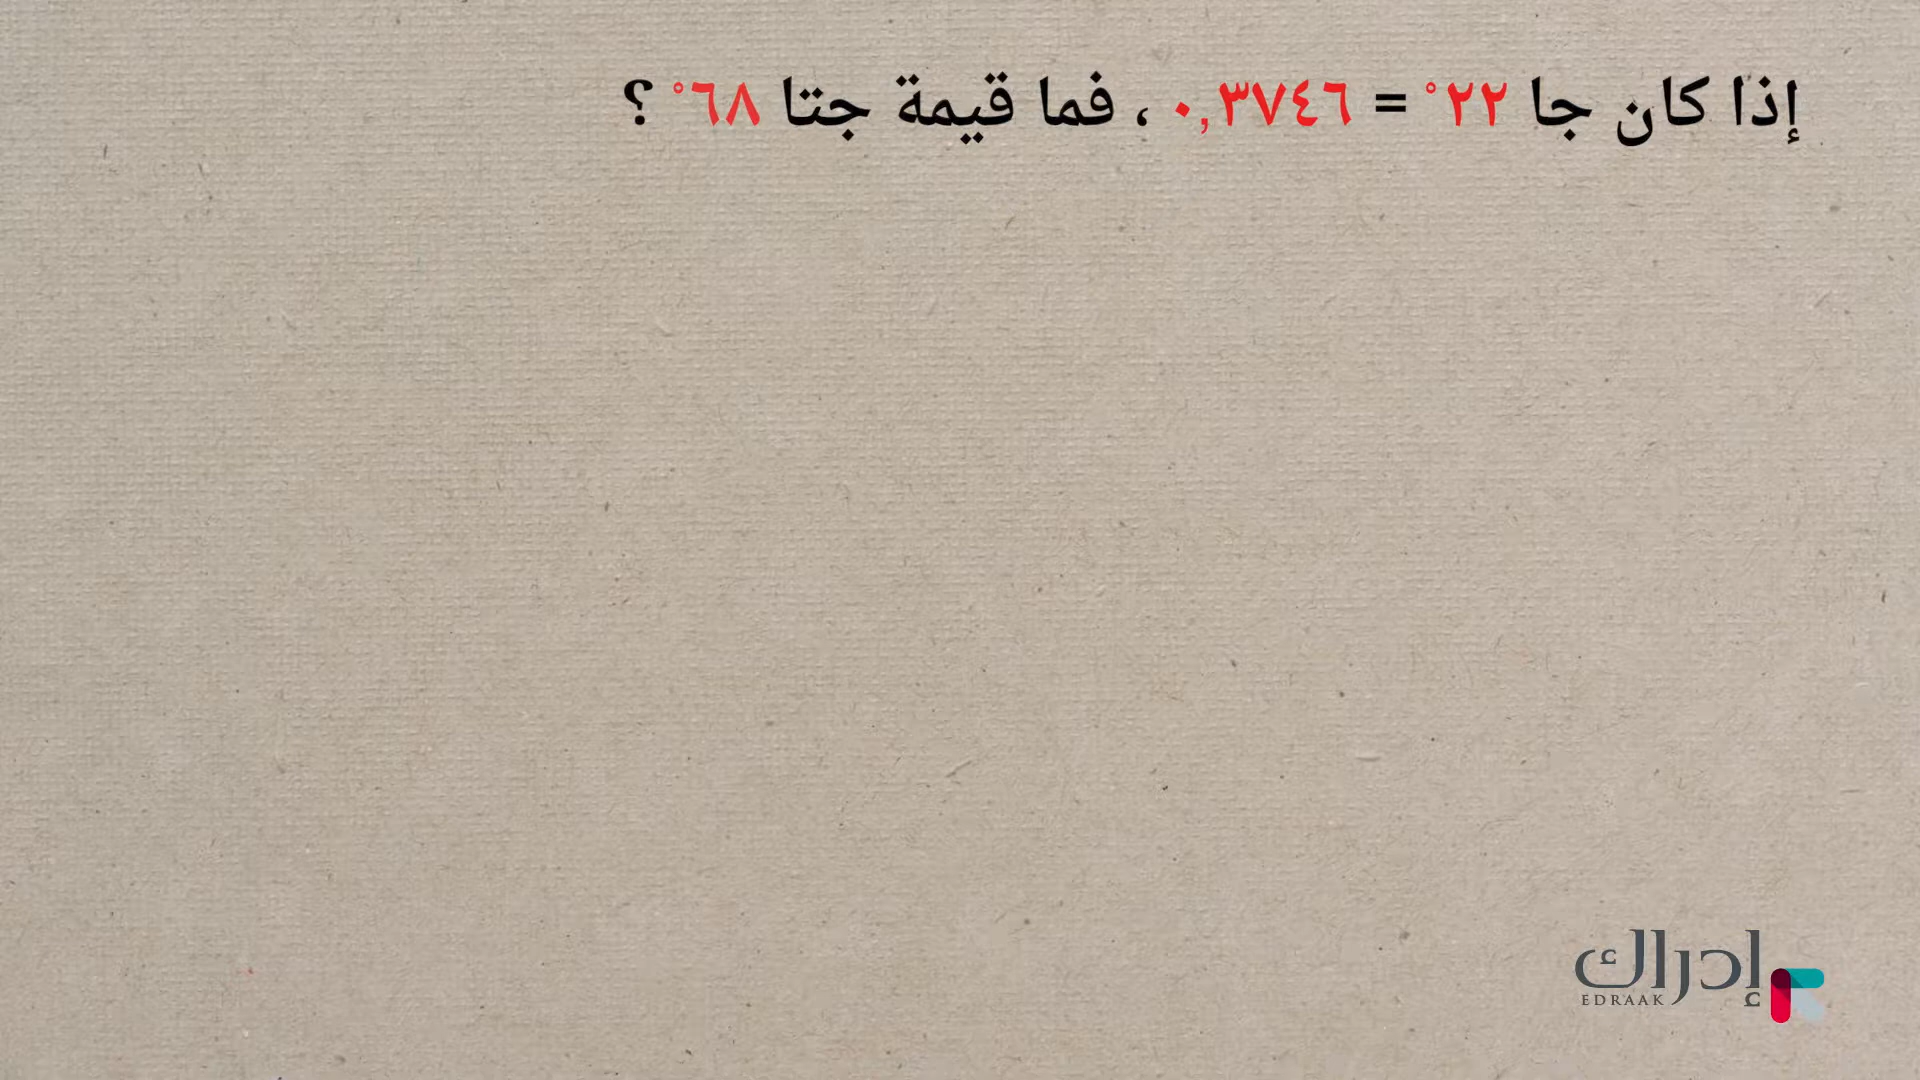 إذا كان جا ٢٢° = ٠,٣٧٤٦ ، فما قيمة جتا ٦٨° ؟
إدراك
EDRAAK